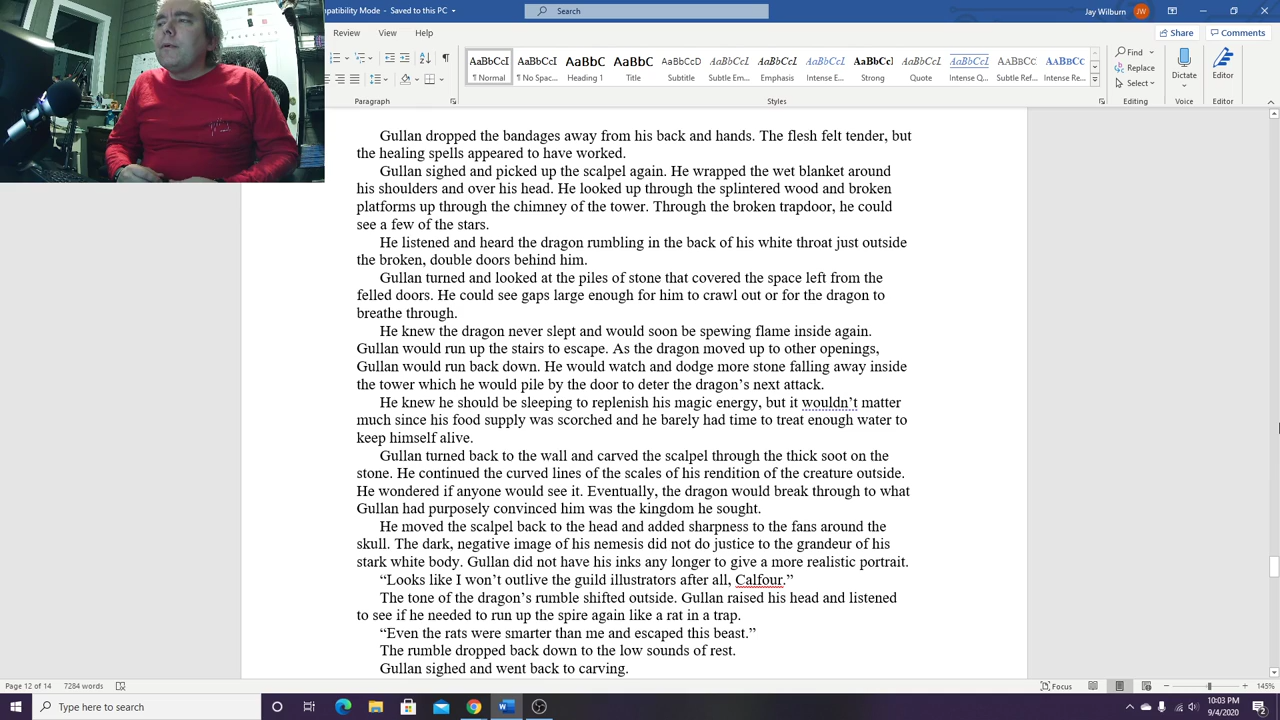 patibility Mode - Saved to this PC
Search
Jay Wilburn
JW
Review View Help
Share
Comments
AaBbCcI AaBbCcI AaBbC AaBbC AaBbCcD AaBbCcI AaBbCcI AaBbCcI AaBbCcI AaBbCcI AaBbCcI AaBbCc AaBbCc
¶ Normal ¶ No Spac... Heading 1 Title Subtitle Subtle Em... Emphasis Intense E... Strong Quote Intense Q... Subtle Ref... Intense Re...
Find
Replace
Select
Dictate
Editor
Paragraph
Styles
Editing
Voice
Editor
Gullan dropped the bandages away from his back and hands. The flesh felt tender, but
the healing spells appeared to have worked.
Gullan sighed and picked up the scalpel again. He wrapped the wet blanket around
his shoulders and over his head. He looked up through the splintered wood and broken
platforms up through the chimney of the tower. Through the broken trapdoor, he could
see a few of the stars.
He listened and heard the dragon rumbling in the back of his white throat just outside
the broken, double doors behind him.
Gullan turned and looked at the piles of stone that covered the space left from the
felled doors. He could see gaps large enough for him to crawl out or for the dragon to
breathe through.
He knew the dragon never slept and would soon be spewing flame inside again.
Gullan would run up the stairs to escape. As the dragon moved up to other openings,
Gullan would run back down. He would watch and dodge more stone falling away inside
the tower which he would pile by the door to deter the dragon’s next attack.
He knew he should be sleeping to replenish his magic energy, but it wouldn’t matter
much since his food supply was scorched and he barely had time to treat enough water to
keep himself alive.
Gullan turned back to the wall and carved the scalpel through the thick soot on the
stone. He continued the curved lines of the scales of his rendition of the creature outside.
He wondered if anyone would see it. Eventually, the dragon would break through to what
Gullan had purposely convinced him was the kingdom he sought.
He moved the scalpel back to the head and added sharpness to the fans around the
skull. The dark, negative image of his nemesis did not do justice to the grandeur of his
stark white body. Gullan did not have his inks any longer to give a more realistic portrait.
“Looks like I won’t outlive the guild illustrators after all, Calfour.”
The tone of the dragon’s rumble shifted outside. Gullan raised his head and listened
to see if he needed to run up the spire again like a rat in a trap.
“Even the rats were smarter than me and escaped this beast.”
The rumble dropped back down to the low sounds of rest.
Gullan sighed and went back to carving.
Page 12 of 14 7284 words
Focus
145%
Type here to search
10:03 PM
9/4/2020